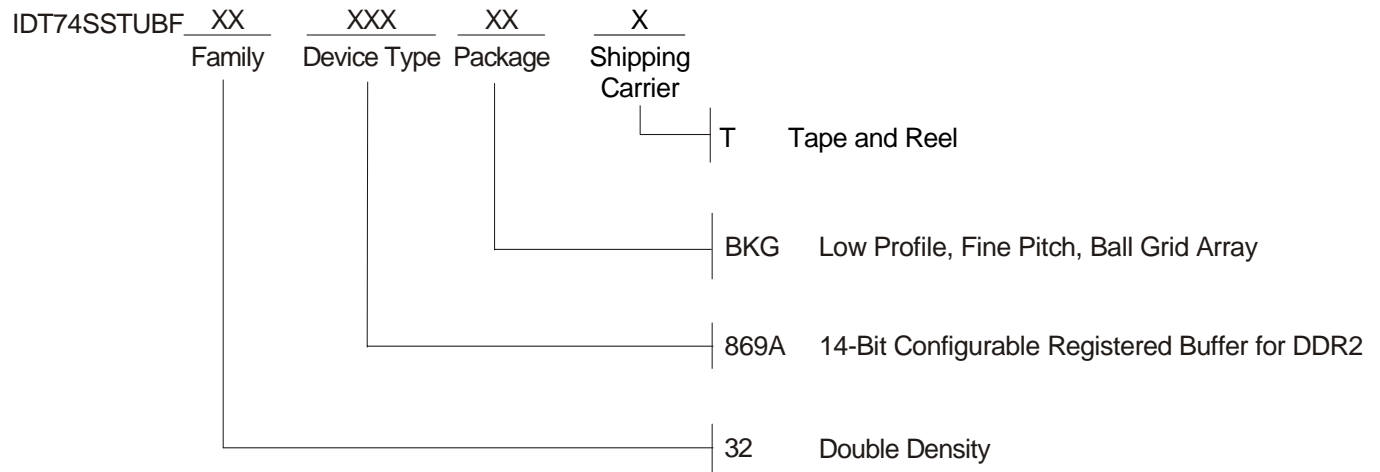 IDT74SSTUBF XX XXX XX X
Family Device Type Package Shipping
Carrier
T Tape and Reel
BKG Low Profile, Fine Pitch, Ball Grid Array
869A 14-Bit Configurable Registered Buffer for DDR2
32 Double Density